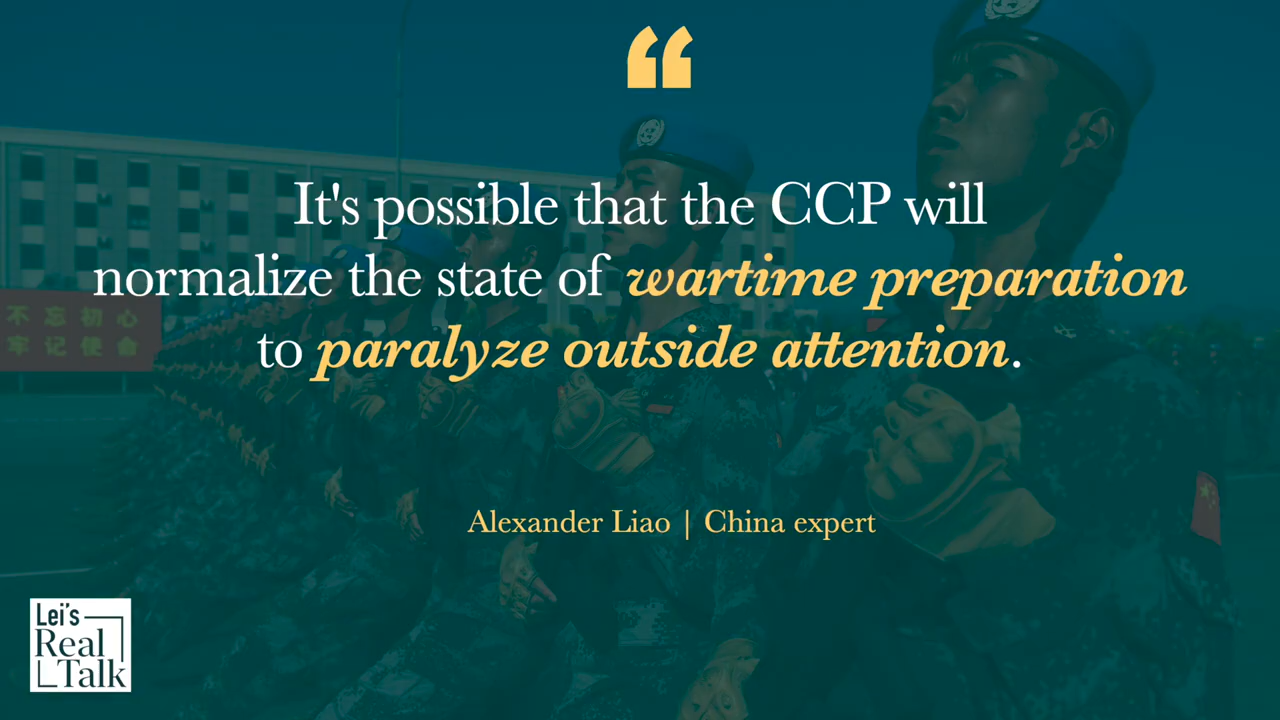 “
It's possible that the CCP will
normalize the state of wartime preparation
to paralyze outside attention.
不忘初心
牢记使命
Alexander Liao | China expert
Lei's
Real
Talk